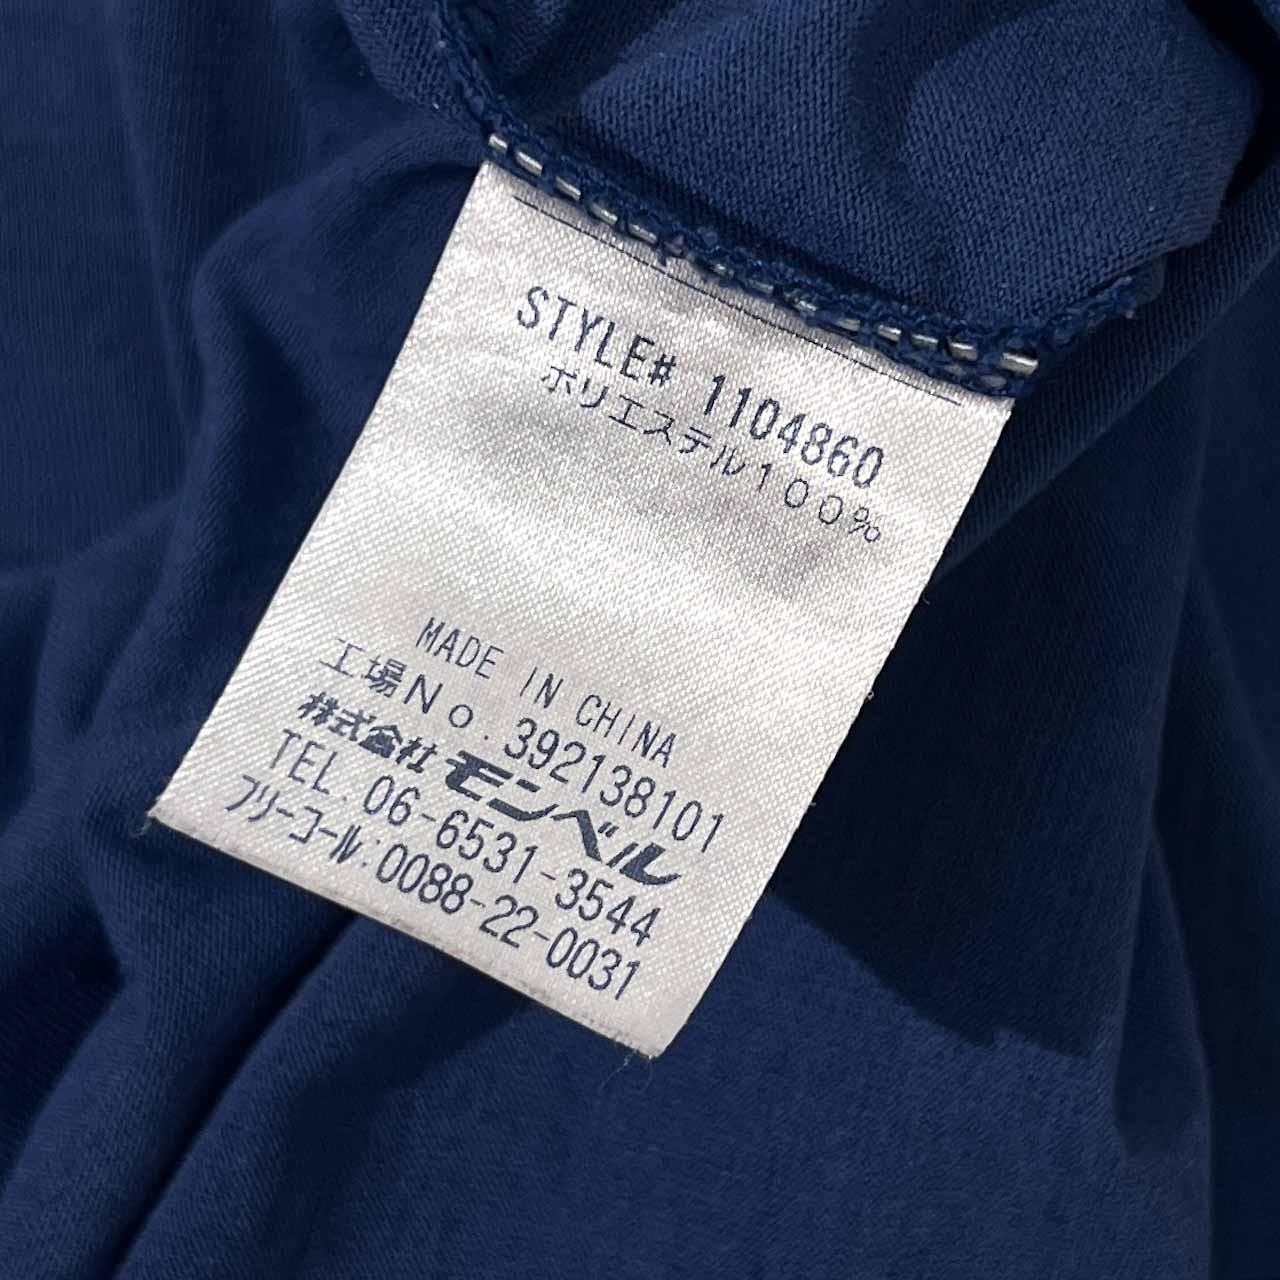 STYLE# 1104860
ポリエステル100%
MADE IN CHINA
工場No.392138101
株式会社モンベル
TEL.06-6531-3544
フリーコール:0088-22-0031